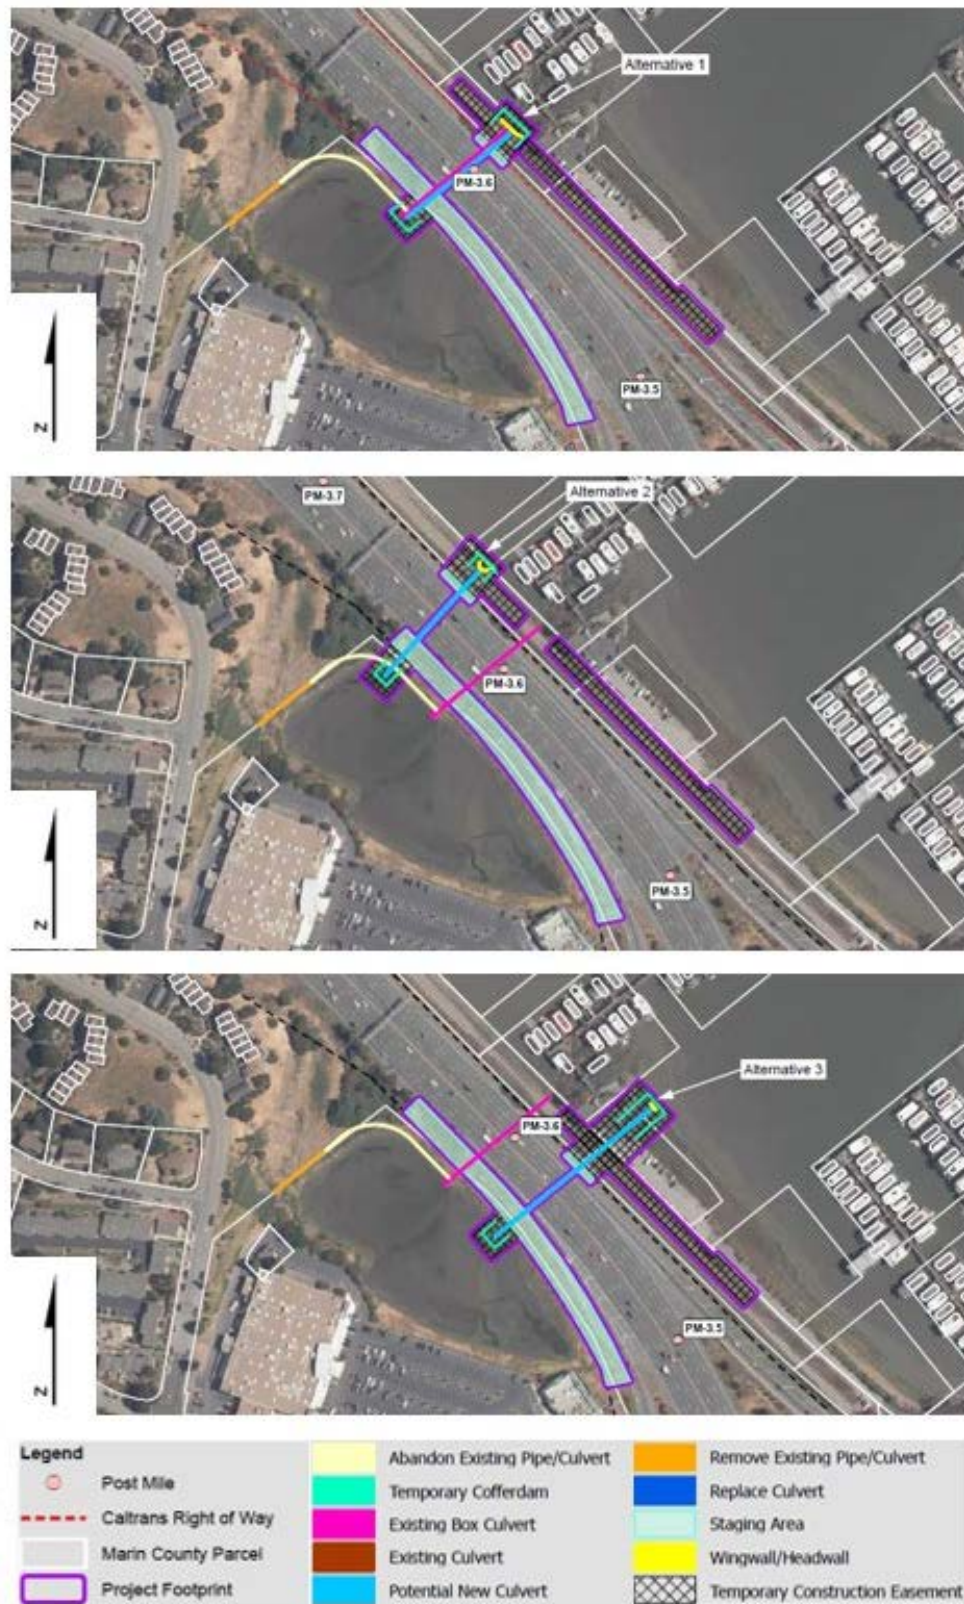 Alternative 1
PM-3.6
PM-3.5
N
PM-3.7
Alternative 2
PM-3.6
PM-3.5
N
Alternative 3
PM-3.6
PM-3.5
N
Legend
Post Mile
Caltrans Right of Way
Marin County Parcel
Project Footprint
Abandon Existing Pipe/Culvert
Temporary Cofferdam
Existing Box Culvert
Existing Culvert
Potential New Culvert
Remove Existing Pipe/Culvert
Replace Culvert
Staging Area
Wingwall/Headwall
Temporary Construction Easement